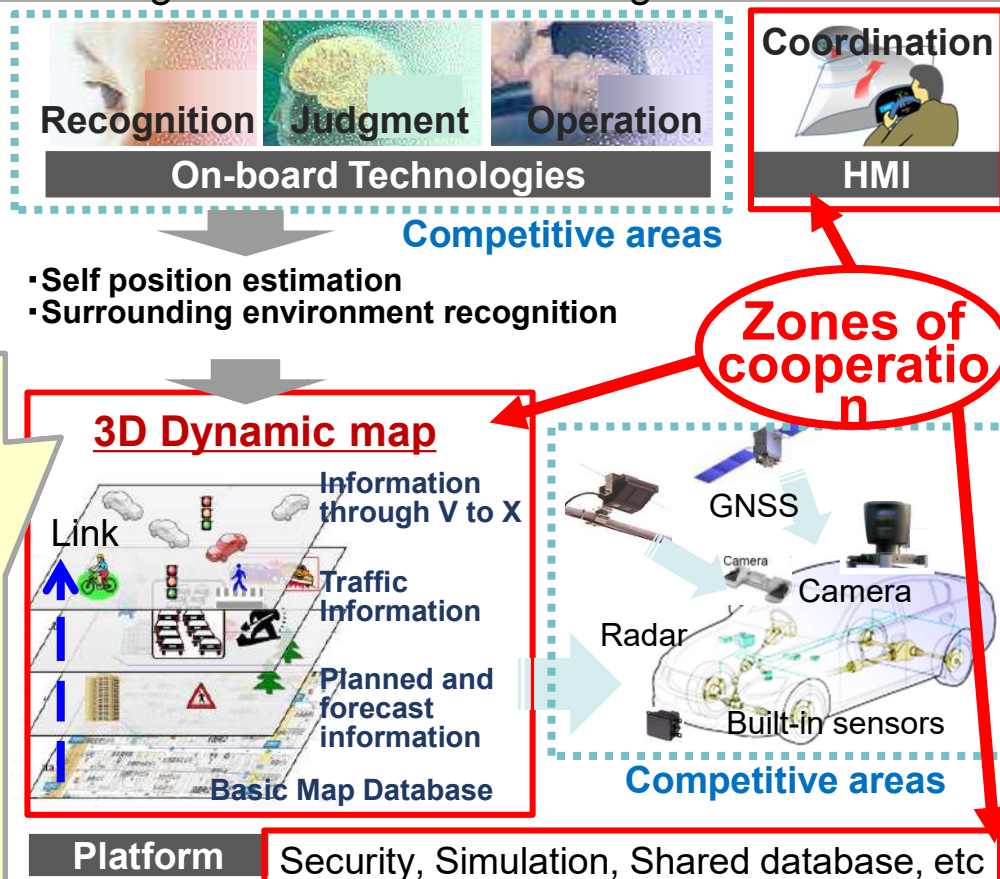 Recognition
Judgment
Operation
On-board Technologies
Coordination
HMI
Competitive areas
・Self position estimation
・Surrounding environment recognition
Zones of
cooperatio
n
3D Dynamic map
Information
through V to X
Link
Traffic
Information
Planned and
forecast
information
Basic Map Database
GNSS
Camera
Camera
Radar
Built-in sensors
Competitive areas
Platform
Security, Simulation, Shared database, etc